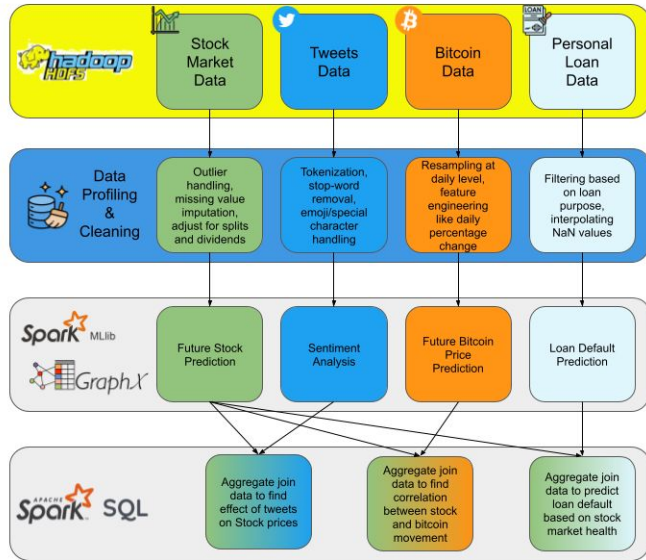 hadoop
HDFS
Stock
Market
Data
Tweets
Data
Bitcoin
Data
LOAN
Personal
Loan
Data
Data
Profiling
&
Cleaning
Outlier
handling,
missing value
imputation,
adjust for splits
and dividends
Tokenization,
stop-word
removal,
emoji/special
character
handling
Resampling at
daily level,
feature
engineering
like daily
percentage
change
Filtering based
on loan
purpose,
interpolating
NaN values
Spark MLlib
GraphX
Future Stock
Prediction
Sentiment
Analysis
Future Bitcoin
Price
Prediction
Loan Default
Prediction
APACHE
Spark™ SQL
Aggregate join
data to find
effect of tweets
on Stock prices
Aggregate join
data to find
correlation
between stock
and bitcoin
movement
Aggregate join
data to predict
loan default
based on stock
market health